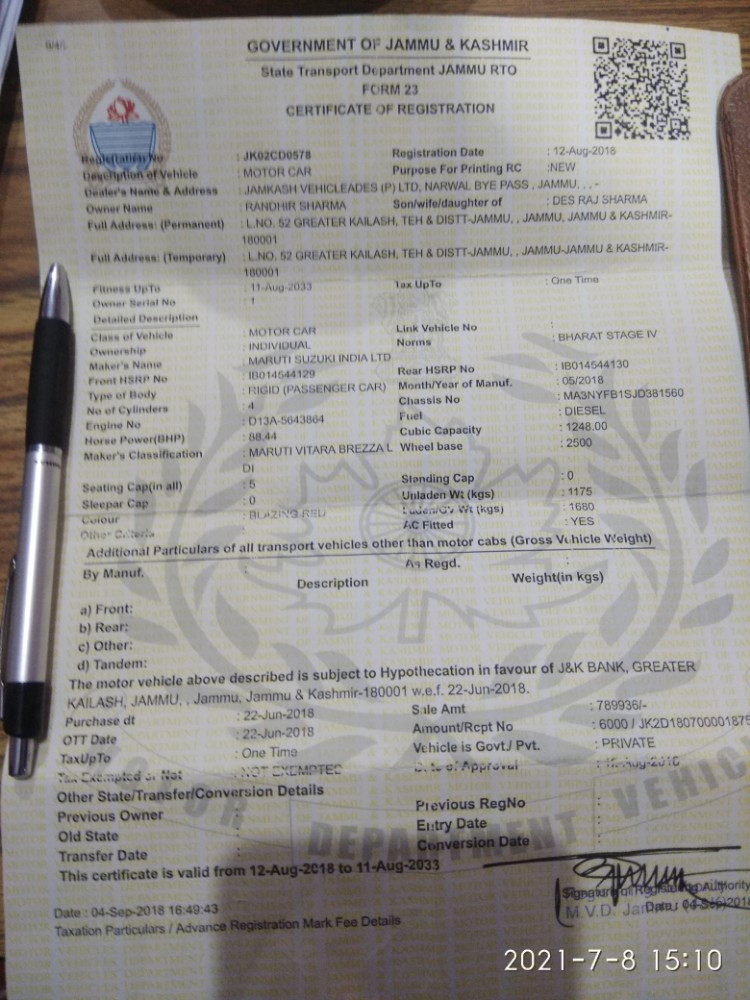 GOVERNMENT OF JAMMU & KASHMIR
State Transport Department JAMMU RTO
FORM 23
CERTIFICATE OF REGISTRATION
Registration No : JK02CD0578 Registration Date : 12-Aug-2018
Description of Vehicle : MOTOR CAR Purpose For Printing RC :NEW
Dealer's Name & Address : JAMKASH VEHICLEADES (P) LTD, NARWAL BYE PASS , JAMMU, , , -
Owner Name : RANDHIR SHARMA Son/wife/daughter of : DES RAJ SHARMA
Full Address: (Permanent) : L.NO. 52 GREATER KAILASH, TEH & DISTT-JAMMU, , JAMMU, JAMMU & KASHMIR-
180001
Full Address: (Temporary) : L.NO. 52 GREATER KAILASH, TEH & DISTT-JAMMU, , JAMMU-JAMMU & KASHMIR-
180001
Fitness UpTo : 11-Aug-2033 Tax UpTo : One Time
Owner Serial No : 1
Detailed Description
Class of Vehicle : MOTOR CAR Link Vehicle No :
Ownership : INDIVIDUAL Norms : BHARAT STAGE IV
Maker's Name : MARUTI SUZUKI INDIA LTD
Front HSRP No : IB014544129 Rear HSRP No : IB014544130
Type of Body : RIGID (PASSENGER CAR) Month/Year of Manuf. : 05/2018
No of Cylinders : 4 Chassis No : MA3NYFB1SJD381560
Engine No : D13A-5643864 Fuel : DIESEL
Horse Power(BHP) : 88.44 Cubic Capacity : 1248.00
Maker's Classification : MARUTI VITARA BREZZA L Wheel base : 2500
DI
Seating Cap(in all) : 5 Standing Cap : 0
Sleepar Cap : 0 Unladen Wt (kgs) : 1175
Colour : BLAZING RED Wt (kgs) : 1680
Other Criteria : AC Fitted : YES
Additional Particulars of all transport vehicles other than motor cabs (Gross Vehicle Weight)
By Manuf. : As Regd. :
Description Weight(in kgs)
a) Front:
b) Rear:
c) Other:
d) Tandem:
The motor vehicle above described is subject to Hypothecation in favour of J&K BANK, GREATER
KAILASH, JAMMU, , Jammu, Jammu & Kashmir-180001 w.e.f. 22-Jun-2018.
Purchase dt : 22-Jun-2018 Sale Amt : 789936/-
OTT Date : 22-Jun-2018 Amount/Rcpt No : 6000 / JK2D18070001875
TaxUpTo : One Time Vehicle is Govt./ Pvt. : PRIVATE
Tax Exempted or Not : NOT EXEMPTED Date of Approval :
Other State/Transfer/Conversion Details
Previous Owner : Previous RegNo :
Old State : Entry Date :
Transfer Date : Conversion Date :
DEPARTMENT VEHIC
This certificate is valid from 12-Aug-2018 to 11-Aug-2033
Signature of Registering Authority
M.V.D.
Date : 04-Sep-2018 16:49:43
Taxation Particulars / Advance Registration Mark Fee Details
2021-7-8 15:10